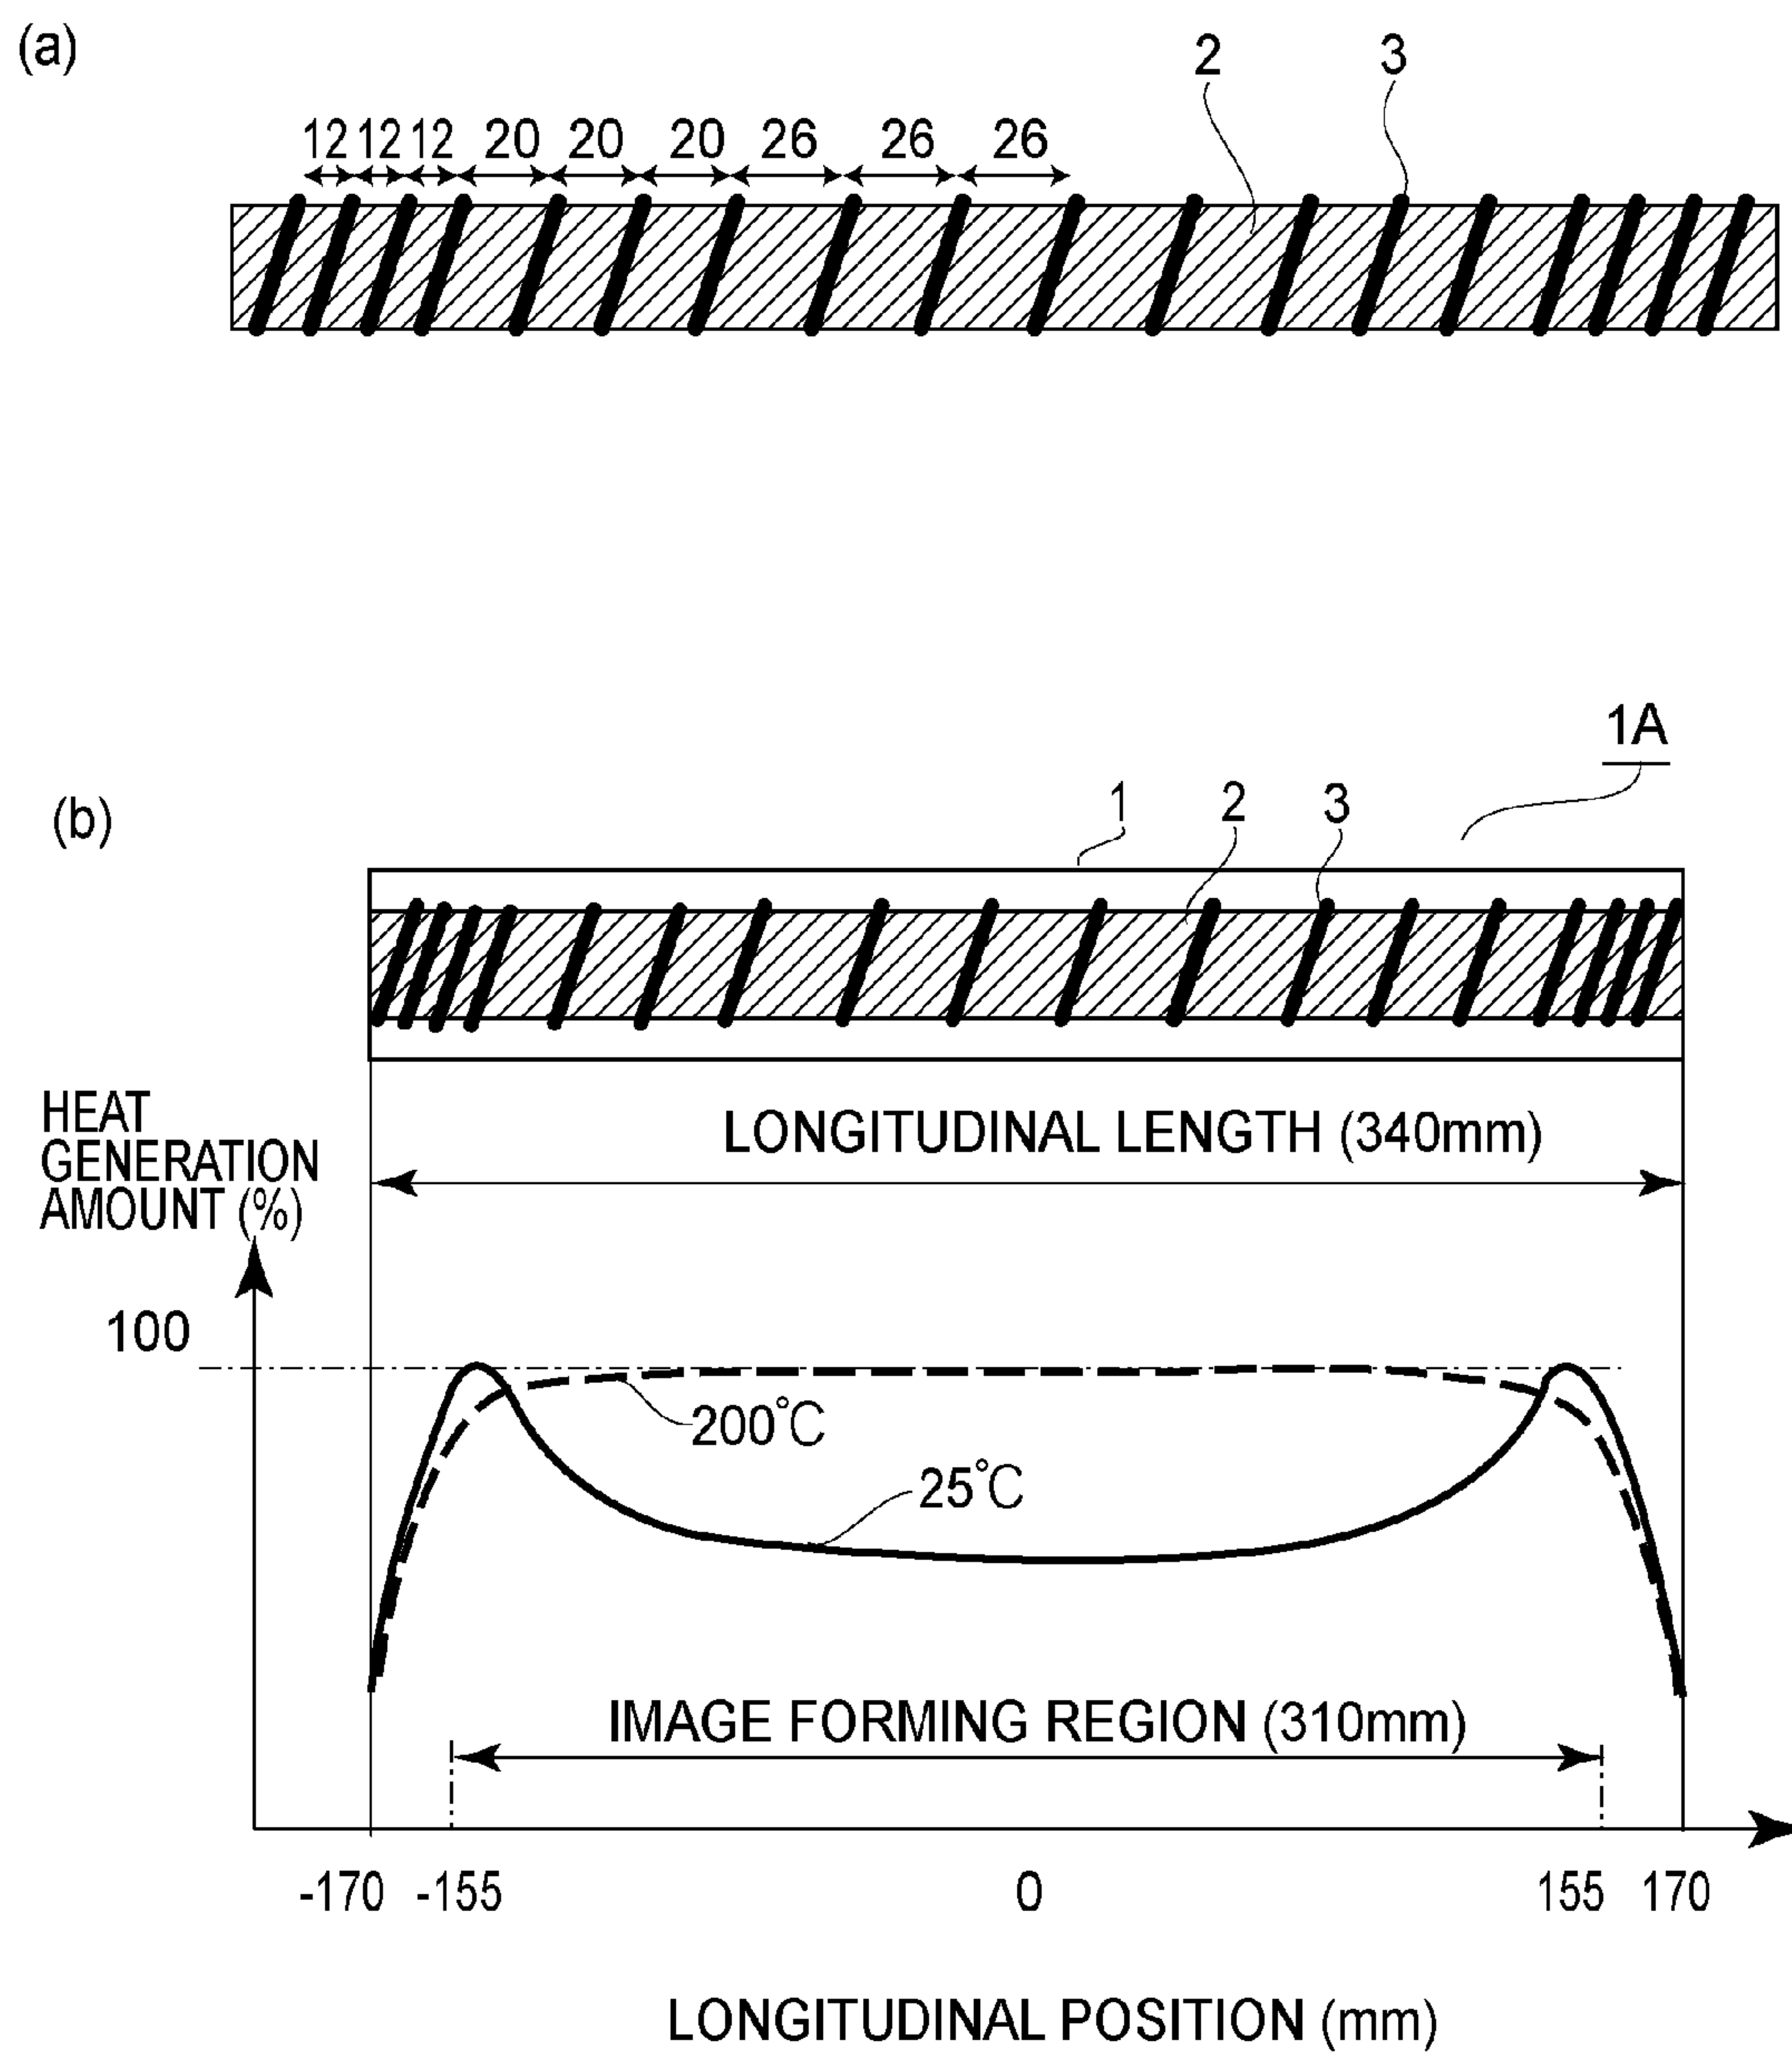 (a)
2 3
12 12 12 20 20 20 26 26 26
1A
(b)
1 2 3
HEAT
GENERATION
AMOUNT (%)
LONGITUDINAL LENGTH (340mm)
100
200°C
25°C
IMAGE FORMING REGION (310mm)
-170 -155 0 155 170
LONGITUDINAL POSITION (mm)